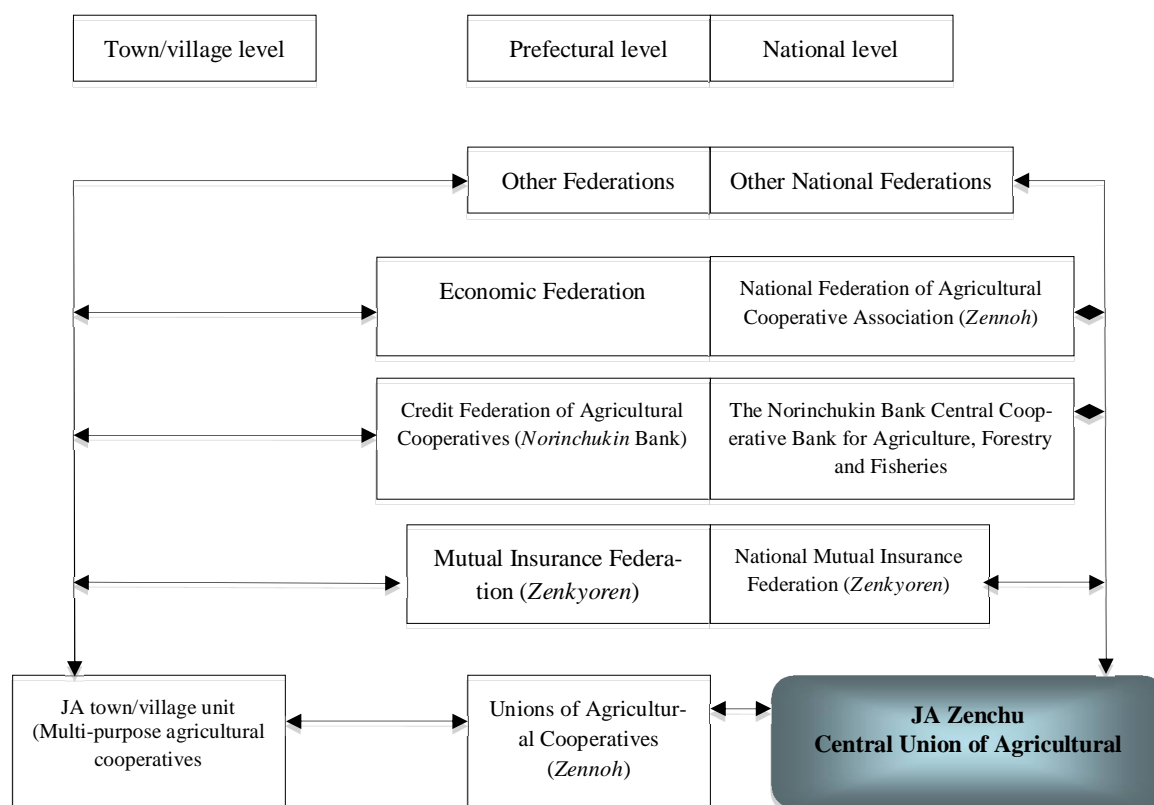 Town/village level
Prefectural level
National level
Other Federations
Other National Federations
Economic Federation
National Federation of Agricultural
Cooperative Association (Zennoh)
Credit Federation of Agricultural
Cooperatives (Norinchukin Bank)
The Norinchukin Bank Central Coop-
erative Bank for Agriculture, Forestry
and Fisheries
Mutual Insurance Federa-
tion (Zenkyoren)
National Mutual Insurance
Federation (Zenkyoren)
JA town/village unit
(Multi-purpose agricultural
cooperatives
Unions of Agricultur-
al Cooperatives
(Zennoh)
JA Zenchu
Central Union of Agricultural